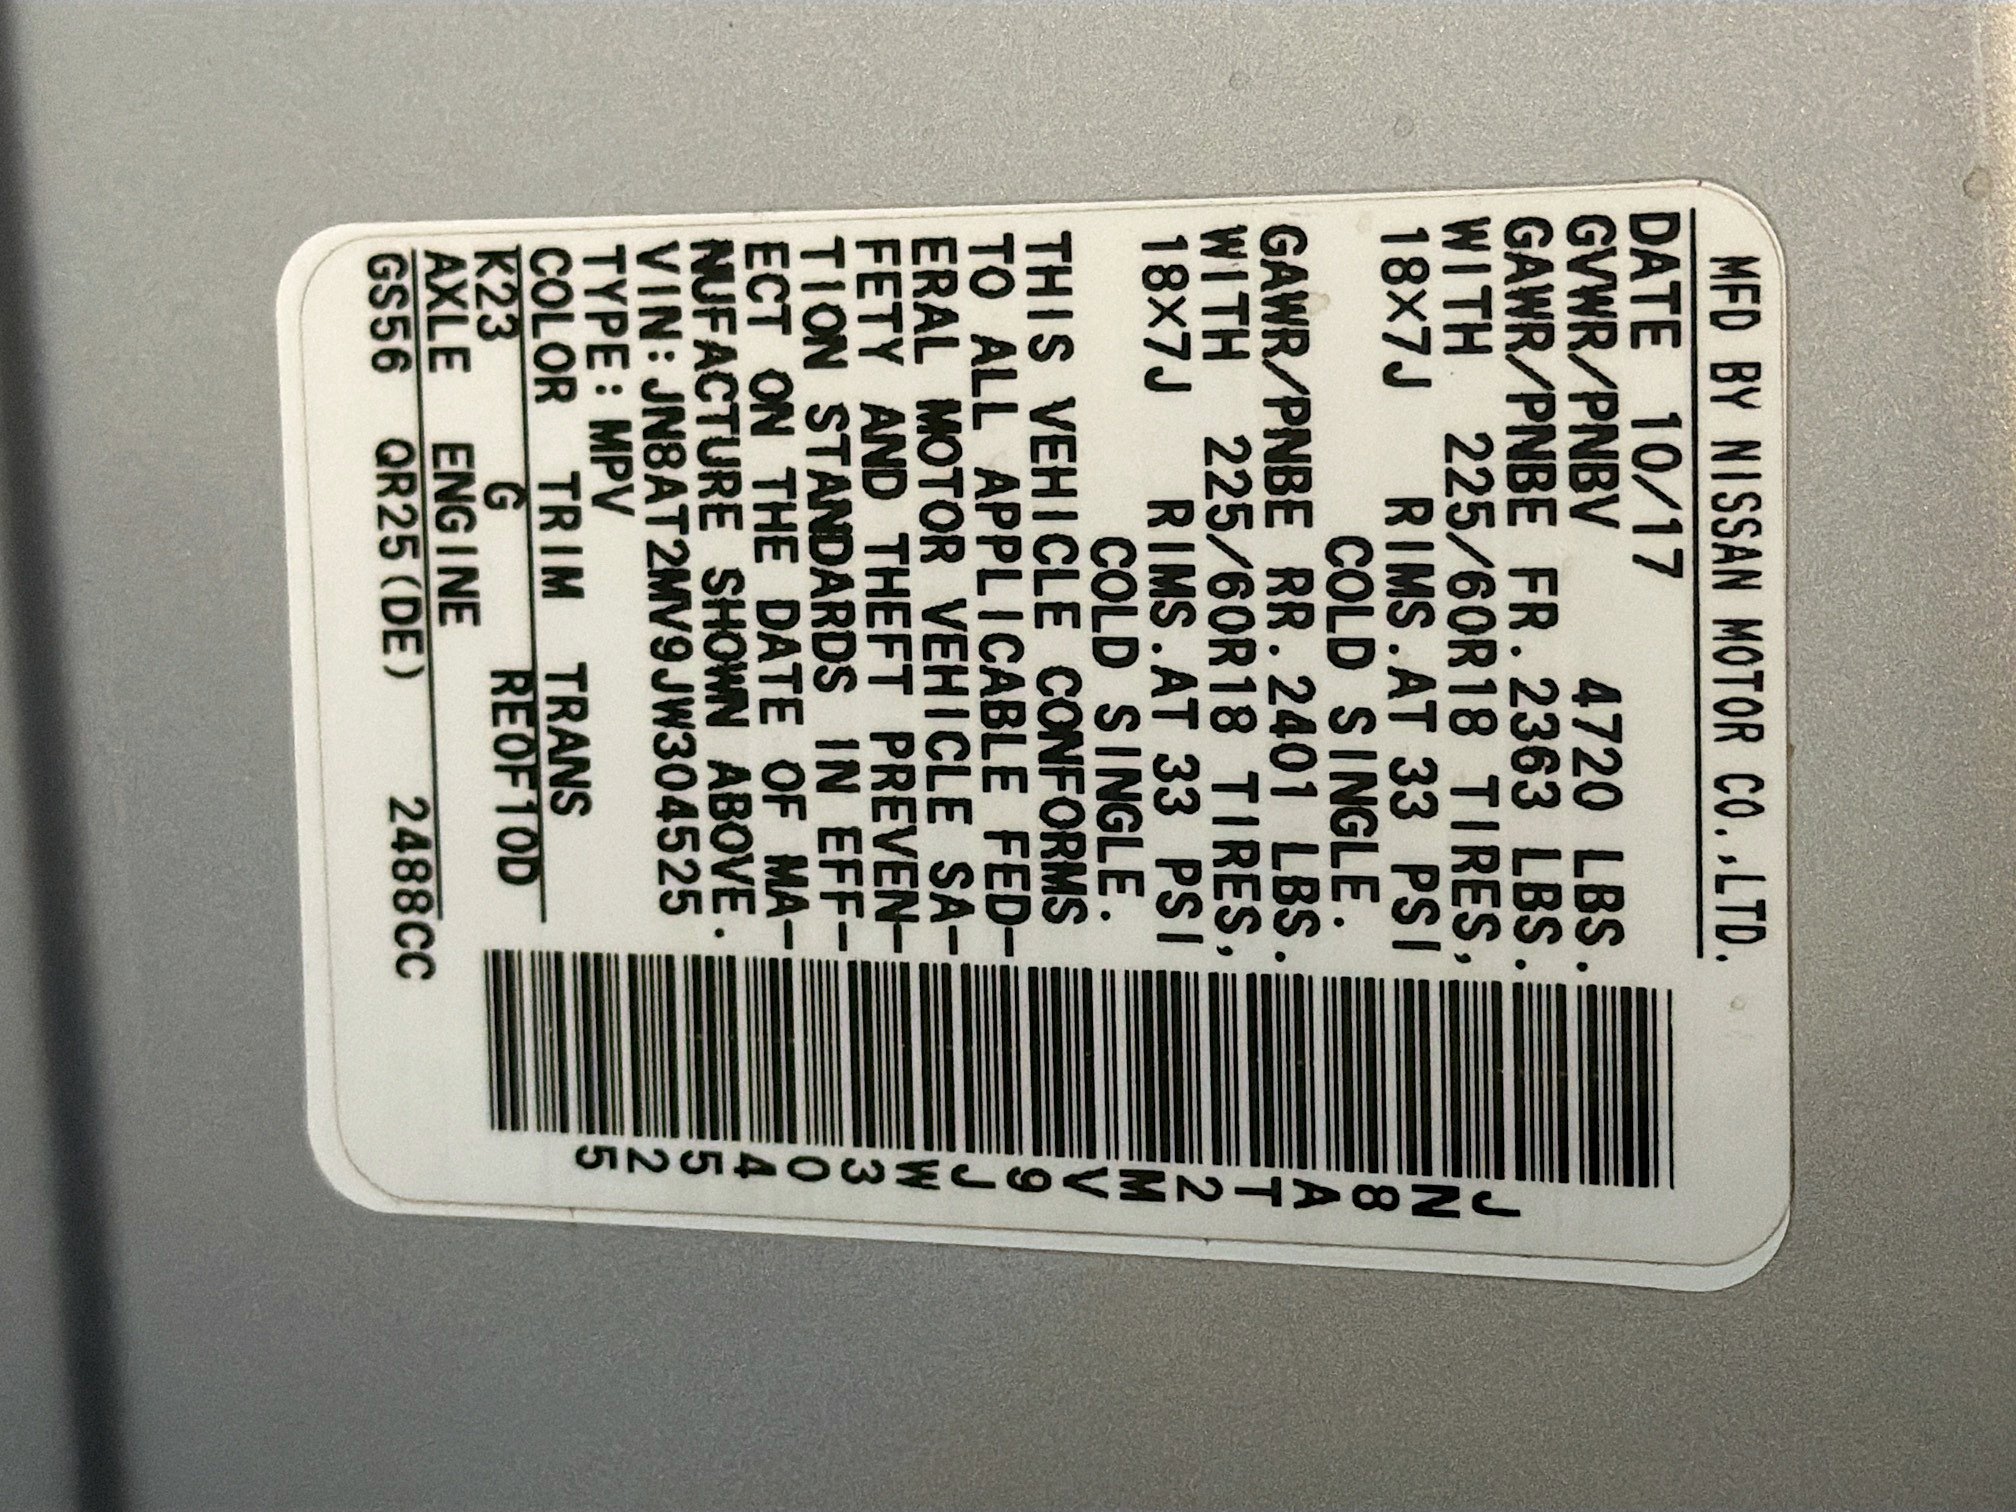 MFD BY NISSAN MOTOR CO.,LTD.
DATE 10/17
GVWR/PNBV 4720 LBS.
GAWR/PNBE FR. 2363 LBS.
WITH 225/60R18 TIRES,
18×7J RIMS.AT 33 PSI
COLD SINGLE.
GAWR/PNBE RR. 2401 LBS.
WITH 225/60R18 TIRES,
18×7J RIMS.AT 33 PSI
COLD SINGLE.
THIS VEHICLE CONFORMS
TO ALL APPLICABLE FED-
ERAL MOTOR VEHICLE SA-
FETY AND THEFT PREVEN-
TION STANDARDS IN EFF-
ECT ON THE DATE OF MA-
NUFACTURE SHOWN ABOVE.
VIN:JN8AT2MV9JW304525
TYPE:MPV
COLOR TRIM TRANS
K23 G RE0F10D
AXLE ENGINE
GS56 QR25(DE) 2488CC
JN8AT2MV9JW304525